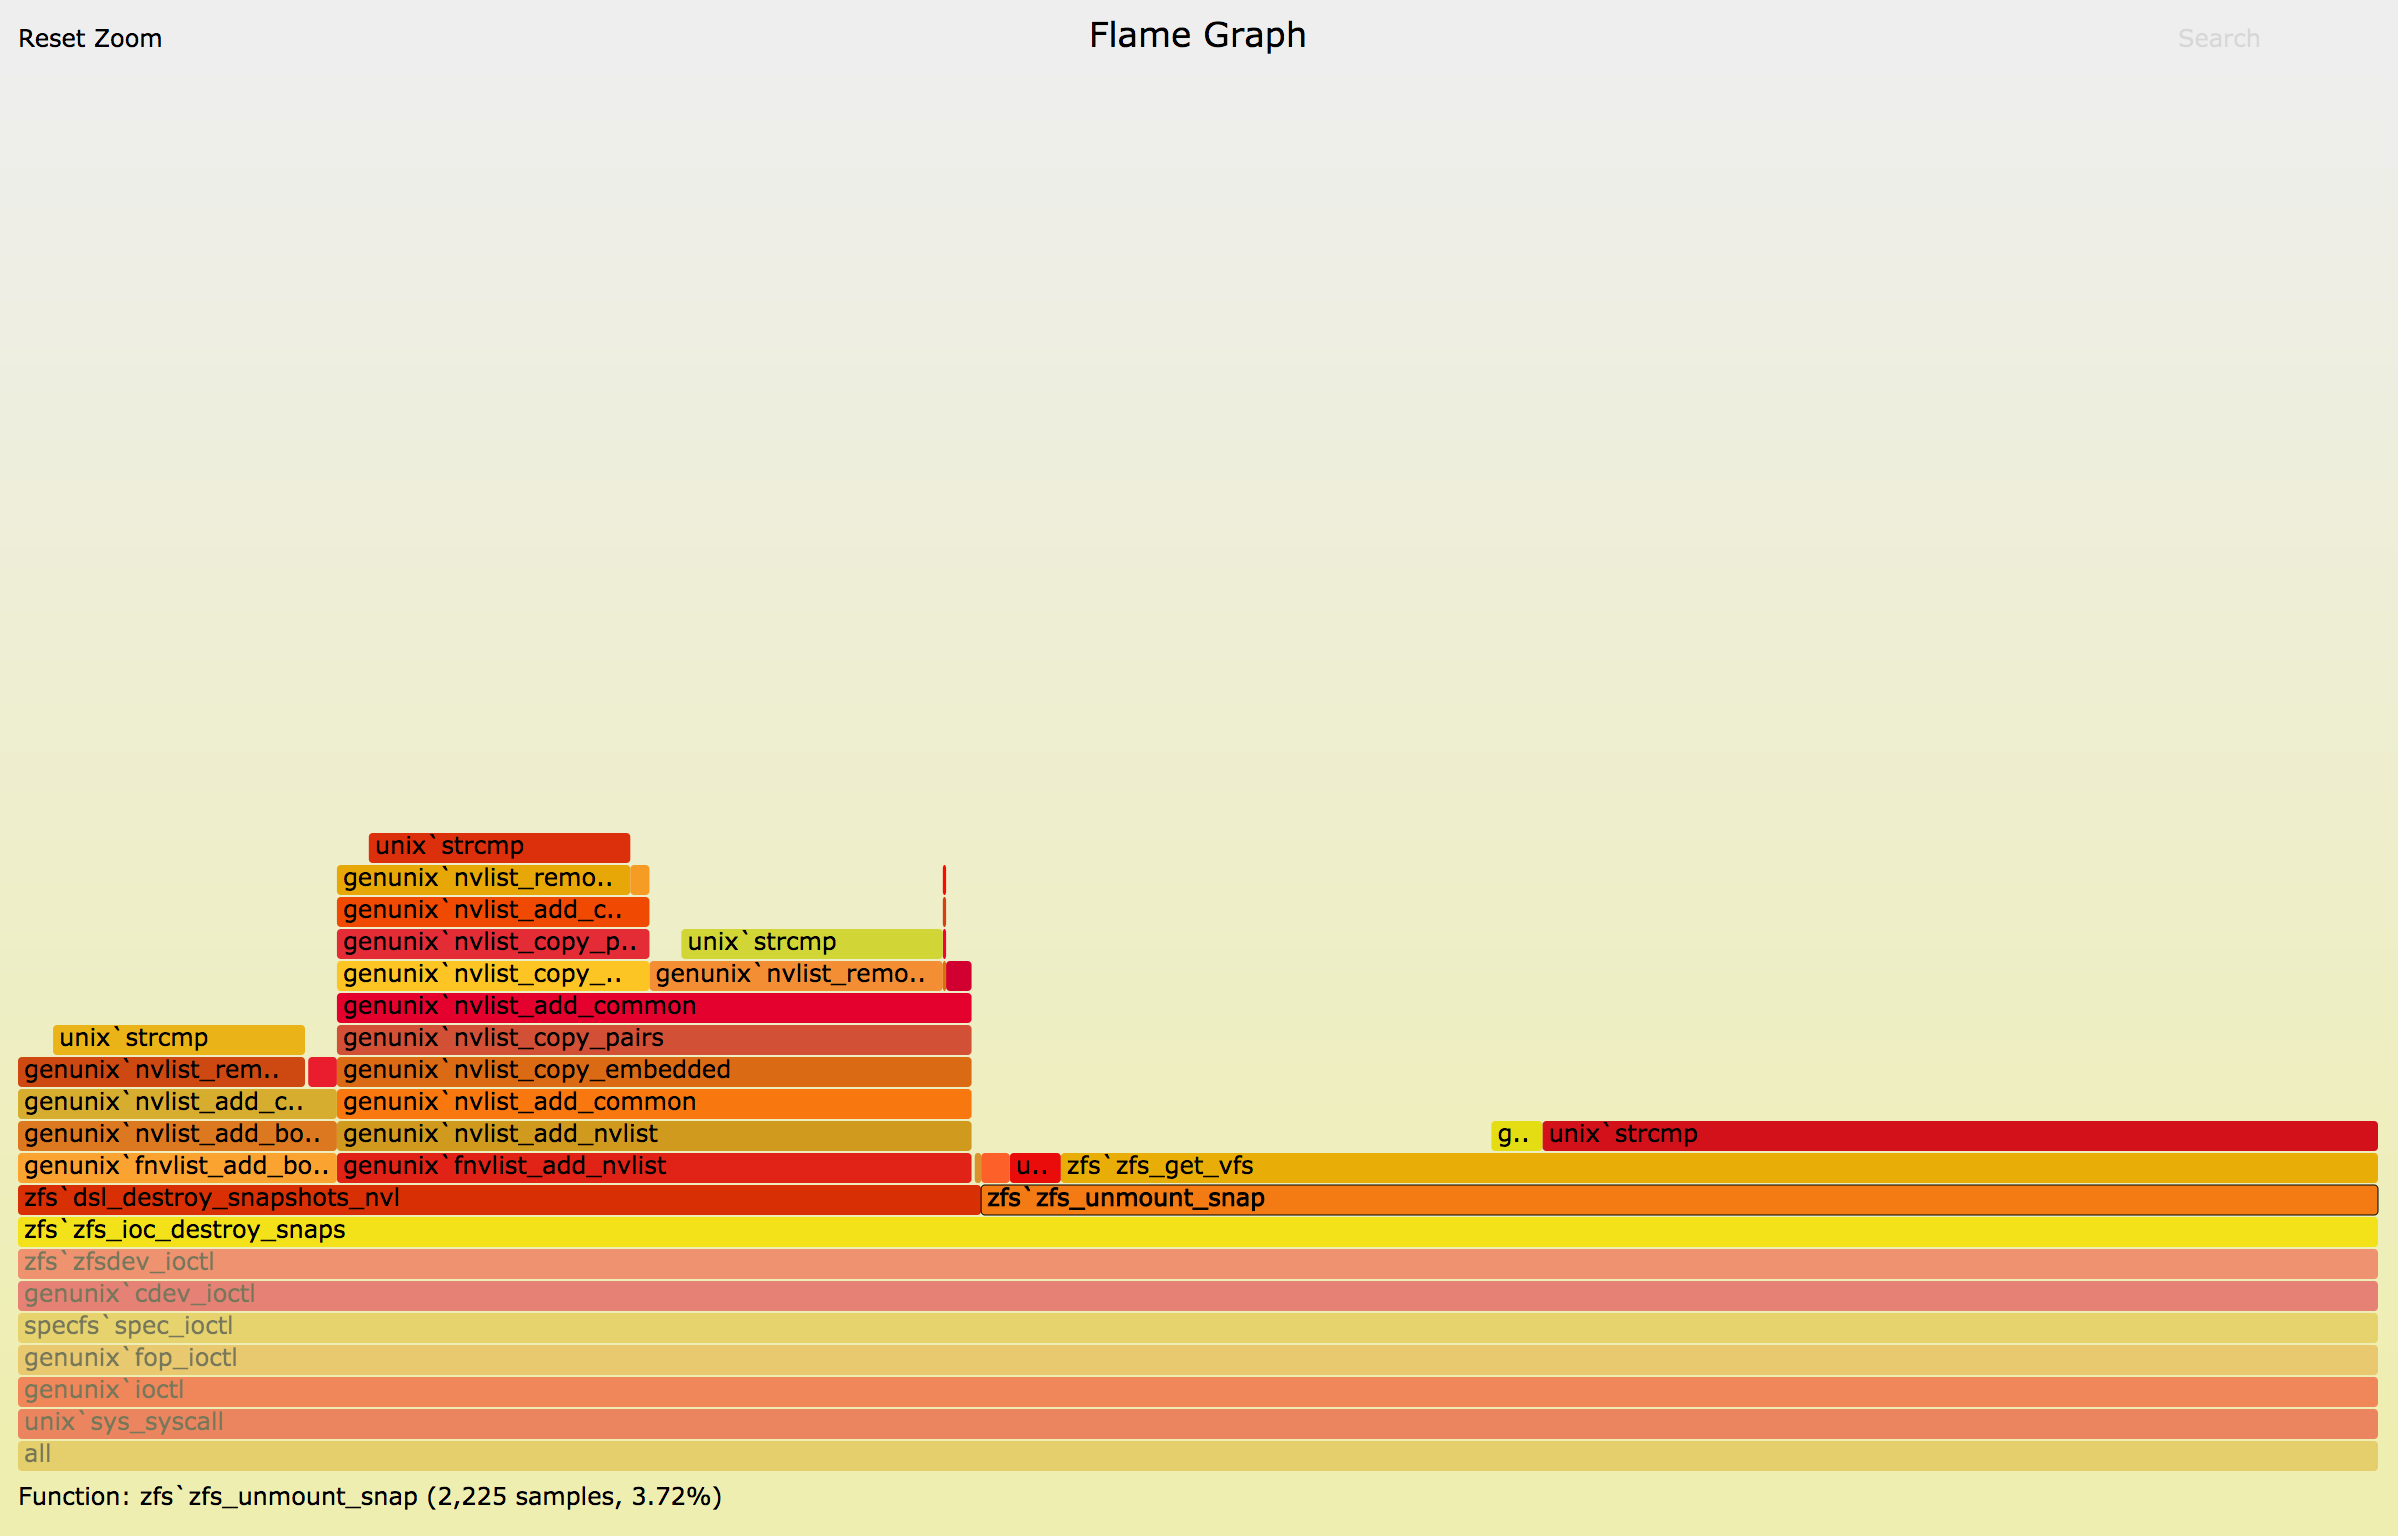 Reset Zoom
Flame Graph
Search
unix`strcmp
genunix`nvlist_remo..
genunix`nvlist_add_c..
genunix`nvlist_copy_p..
unix`strcmp
genunix`nvlist_copy_..
genunix`nvlist_remo..
genunix`nvlist_add_common
genunix`nvlist_copy_pairs
unix`strcmp
genunix`nvlist_rem..
genunix`nvlist_copy_embedded
genunix`nvlist_add_c..
genunix`nvlist_add_common
genunix`nvlist_add_bo..
genunix`nvlist_add_nvlist
g..
unix`strcmp
genunix`fnvlist_add_bo..
genunix`fnvlist_add_nvlist
u..
zfs`zfs_get_vfs
zfs`dsl_destroy_snapshots_nvl
zfs`zfs_unmount_snap
zfs`zfs_ioc_destroy_snaps
zfs`zfsdev_ioctl
genunix`cdev_ioctl
specfs`spec_ioctl
genunix`fop_ioctl
genunix`ioctl
unix`sys_syscall
all
Function: zfs`zfs_unmount_snap (2,225 samples, 3.72%)